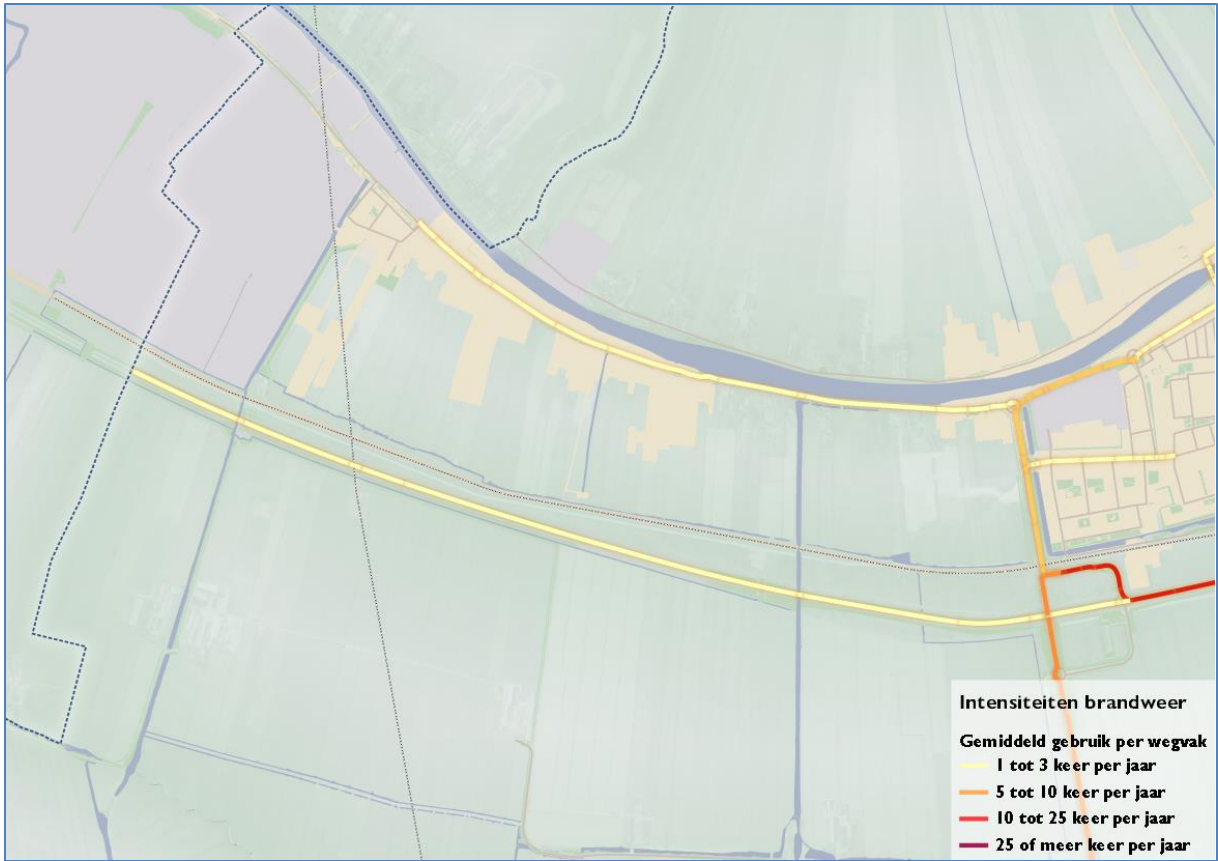 Intensiteiten brandweer
Gemiddeld gebruik per wegvak
1 tot 3 keer per jaar
5 tot 10 keer per jaar
10 tot 25 keer per jaar
25 of meer keer per jaar